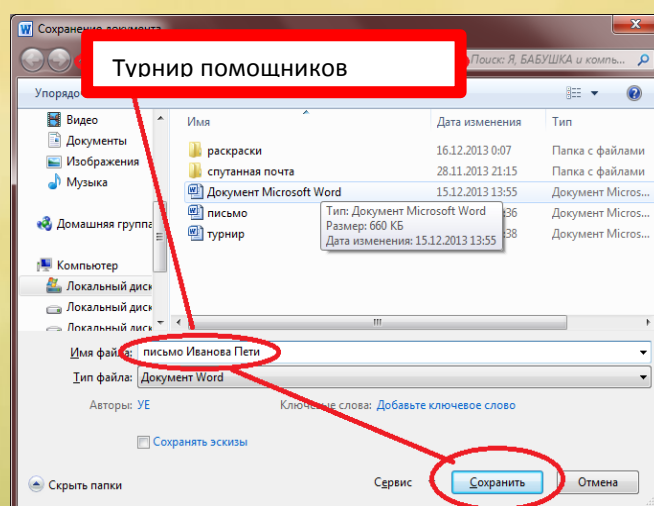 Сохранение документа
Турнир помощников
Поиск: Я, БАБУШКА и компь...
Упорядо
Имя Дата изменения Тип
Видео
Документы
Изображения
Музыка
Домашняя группа
Компьютер
Локальный диск
Локальный диск
Локальный диск
раскраски 16.12.2013 0:07 Папка с файлами
спутанная почта 28.11.2013 21:15 Папка с файлами
Документ Microsoft Word 15.12.2013 13:55 Документ Micros...
письмо :36 Документ Micros...
турнир :38 Документ Micros...
Тип: Документ Microsoft Word
Размер: 660 КБ
Дата изменения: 15.12.2013 13:55
Имя файла: письмо Иванова Пети
Тип файла: Документ Word
Авторы: УЕ Ключевые слова: Добавьте ключевое слово
Сохранять эскизы
Скрыть папки Сервис Сохранить Отмена